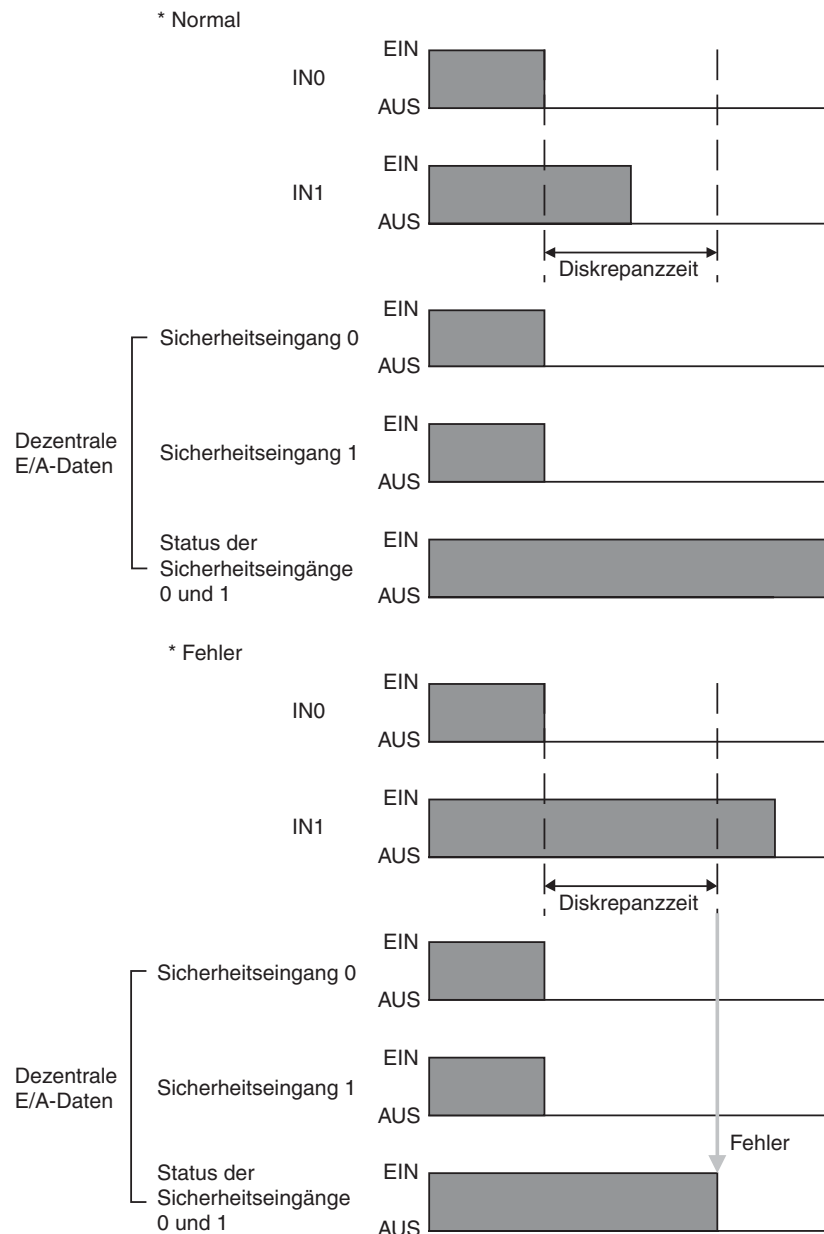 * Normal
EIN
IN0
AUS
EIN
IN1
AUS
Diskrepanzzeit
EIN
Sicherheitseingang 0
AUS
EIN
Dezentrale
E/A-Daten
Sicherheitseingang 1
AUS
EIN
Status der
Sicherheitseingänge
0 und 1
AUS
* Fehler
EIN
IN0
AUS
EIN
IN1
AUS
Diskrepanzzeit
EIN
Sicherheitseingang 0
AUS
EIN
Dezentrale
E/A-Daten
Sicherheitseingang 1
AUS
Fehler
EIN
Status der
Sicherheitseingänge
0 und 1
AUS